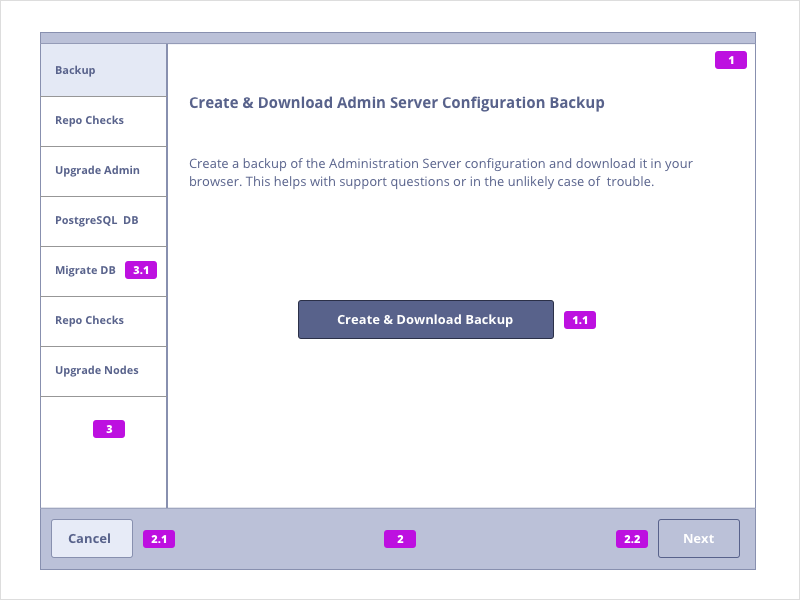 Backup
Repo Checks
Upgrade Admin
PostgreSQL  DB
Migrate DB 3.1
Repo Checks
Upgrade Nodes
3
1
Create & Download Admin Server Configuration Backup
Create a backup of the Administration Server configuration and download it in your
browser. This helps with support questions or in the unlikely case of  trouble.
Create & Download Backup 1.1
Cancel 2.1 2 2.2 Next